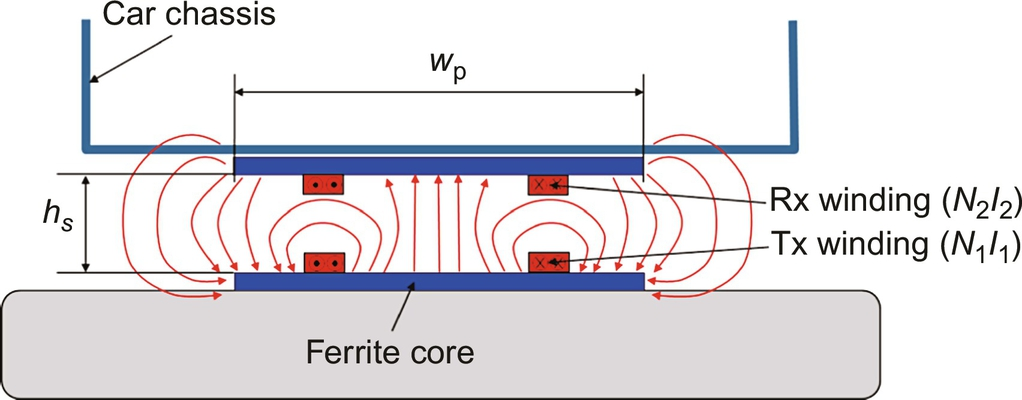 Car chassis
wp
hs
Rx winding (N2I2)
Tx winding (N1I1)
Ferrite core